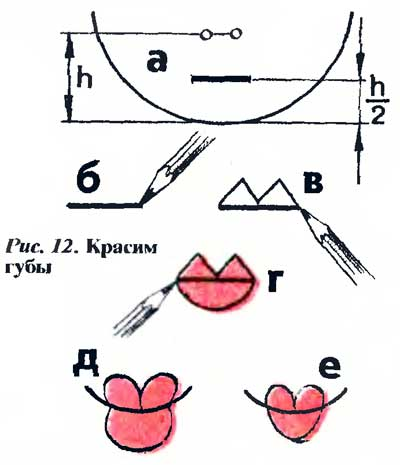 а
h
h/2
б
в
Рис. 12. Красим
губы
г
д
е